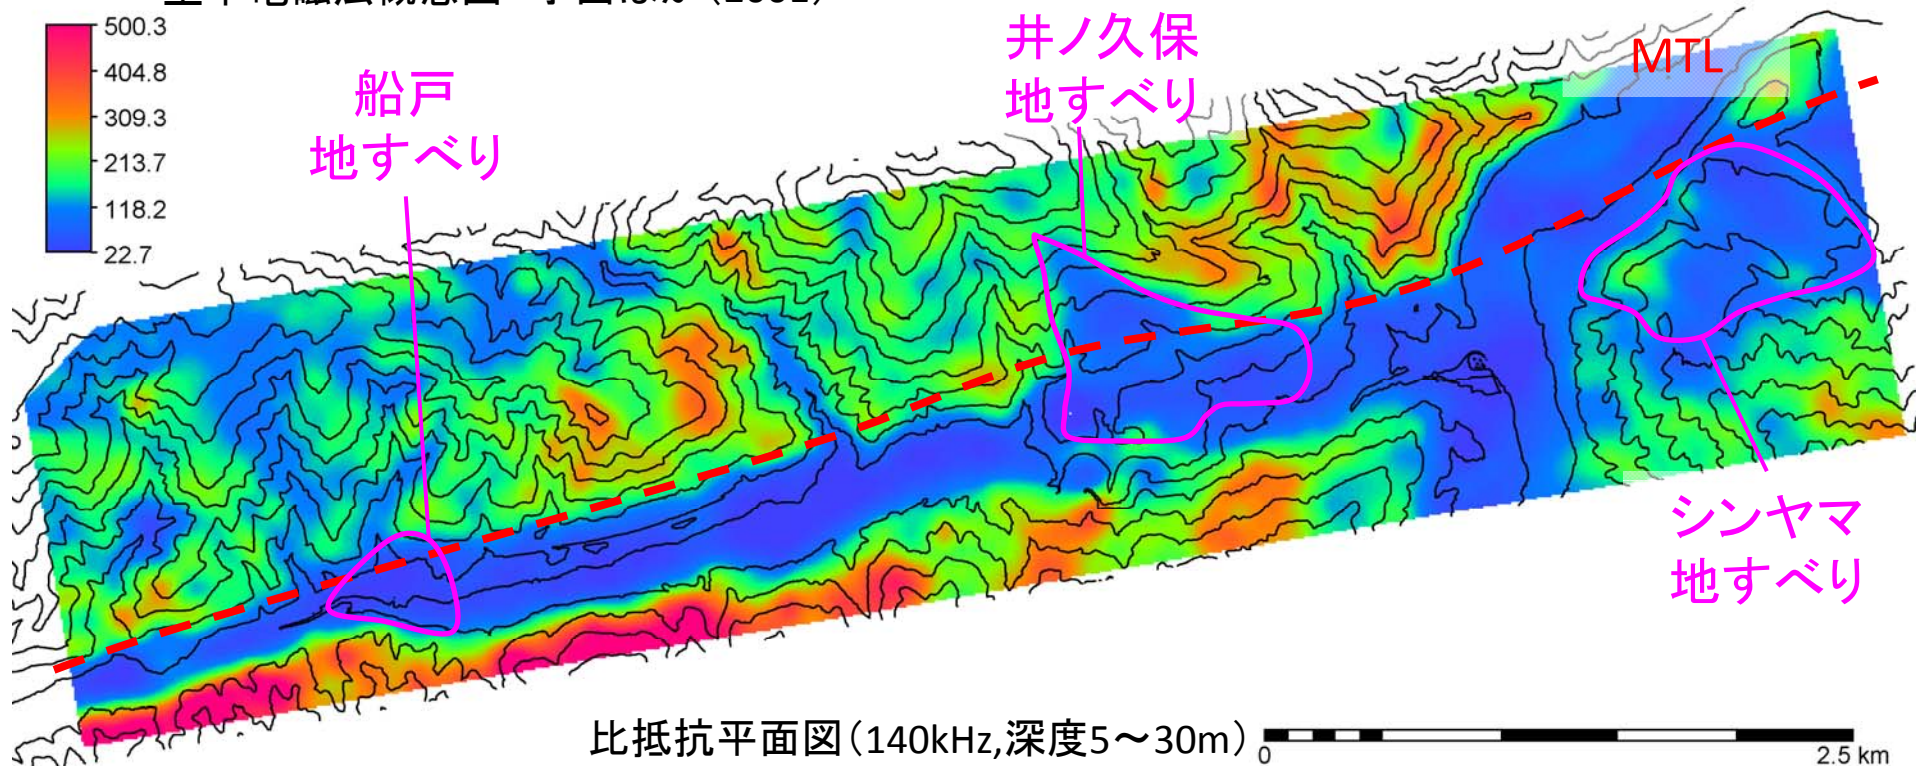 500.3
404.8
309.3
213.7
118.2
22.7
船戸
地すべり
井ノ久保
地すべり
MTL
シンヤマ
地すべり
比抵抗平面図(140kHz,深度5～30m)
0
2.5 km